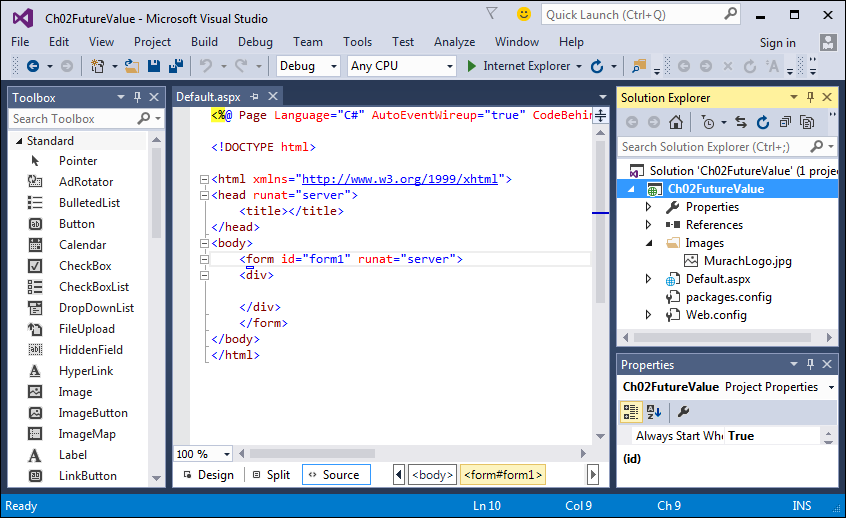 Ch02FutureValue - Microsoft Visual Studio
Quick Launch (Ctrl+Q)
File Edit View Project Build Debug Team Tools Test Analyze Window Help Sign in
Debug Any CPU Internet Explorer
Toolbox
Search Toolbox
Standard
Pointer
AdRotator
BulletedList
Button
Calendar
CheckBox
CheckBoxList
DropDownList
FileUpload
HiddenField
HyperLink
Image
ImageButton
ImageMap
Label
LinkButton
Default.aspx
<%@ Page Language="C#" AutoEventWireup="true" CodeBehin
<!DOCTYPE html>
<html xmlns="http://www.w3.org/1999/xhtml">
<head runat="server">
<title></title>
</head>
<body>
<form id="form1" runat="server">
<div>
</div>
</form>
</body>
</html>
100 %
Design Split Source <body> <form#form1>
Solution Explorer
Search Solution Explorer (Ctrl+;)
Solution 'Ch02FutureValue' (1 projec
Ch02FutureValue
Properties
References
Images
MurachLogo.jpg
Default.aspx
packages.config
Web.config
Properties
Ch02FutureValue Project Properties
Always Start Whe True
(id)
Ready Ln 10 Col 9 Ch 9 INS